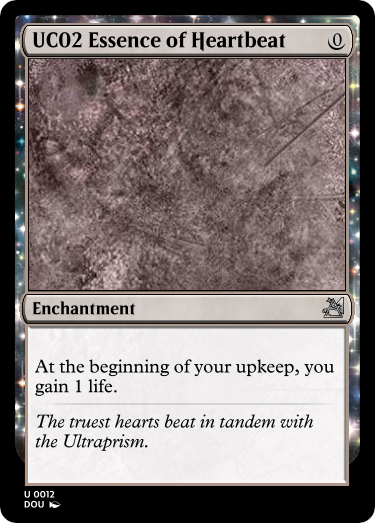 UC02 Essence of Heartbeat 0
Enchantment
At the beginning of your upkeep, you
gain 1 life.
The truest hearts beat in tandem with
the Ultraprism.
U 0012
DOU